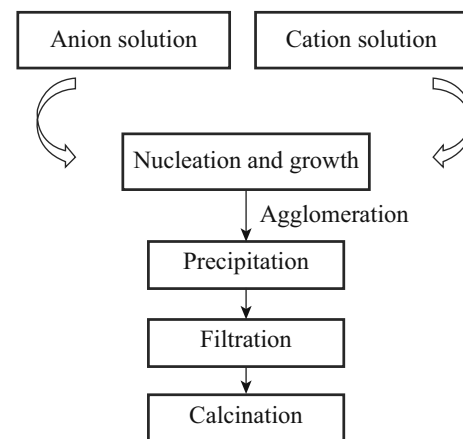 Anion solution
Cation solution
Nucleation and growth
Agglomeration
Precipitation
Filtration
Calcination